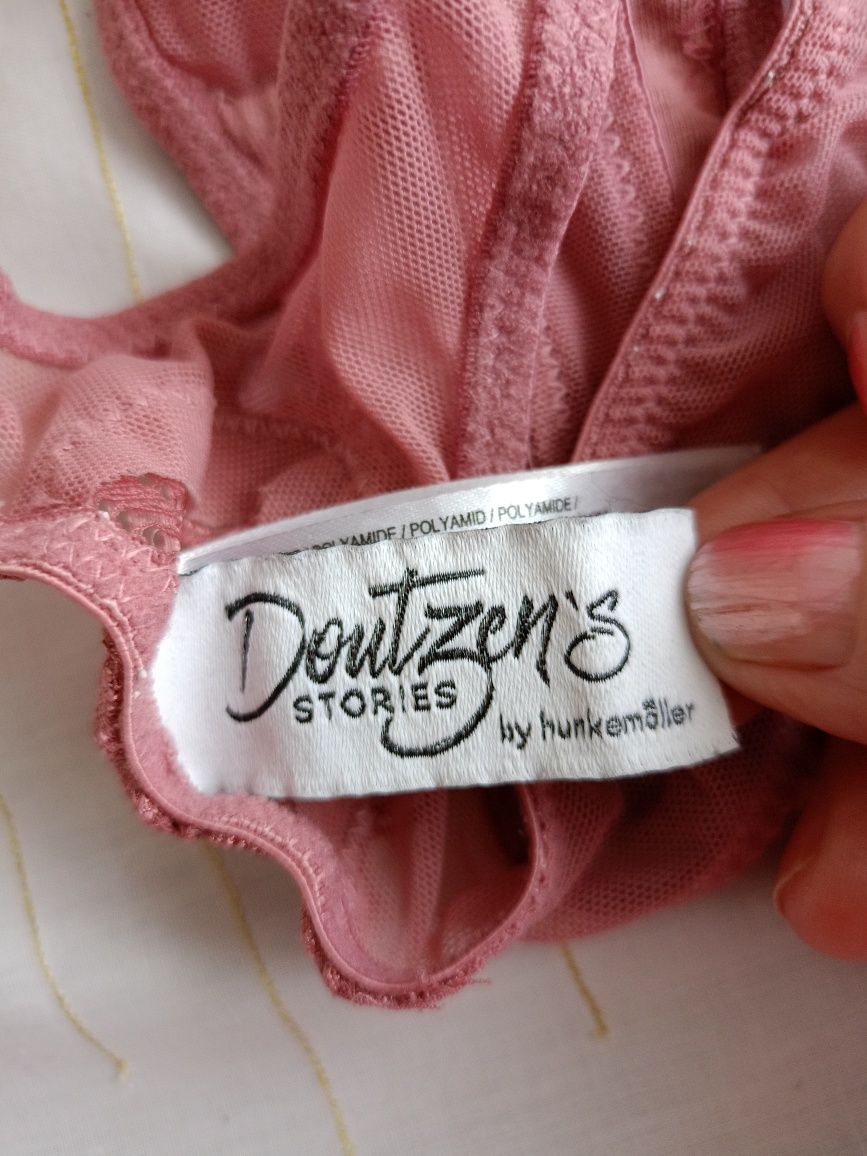 POLYAMIDE / POLYAMID / POLYAMIDE /
Doutzen's
STORIES
by hunkemöller